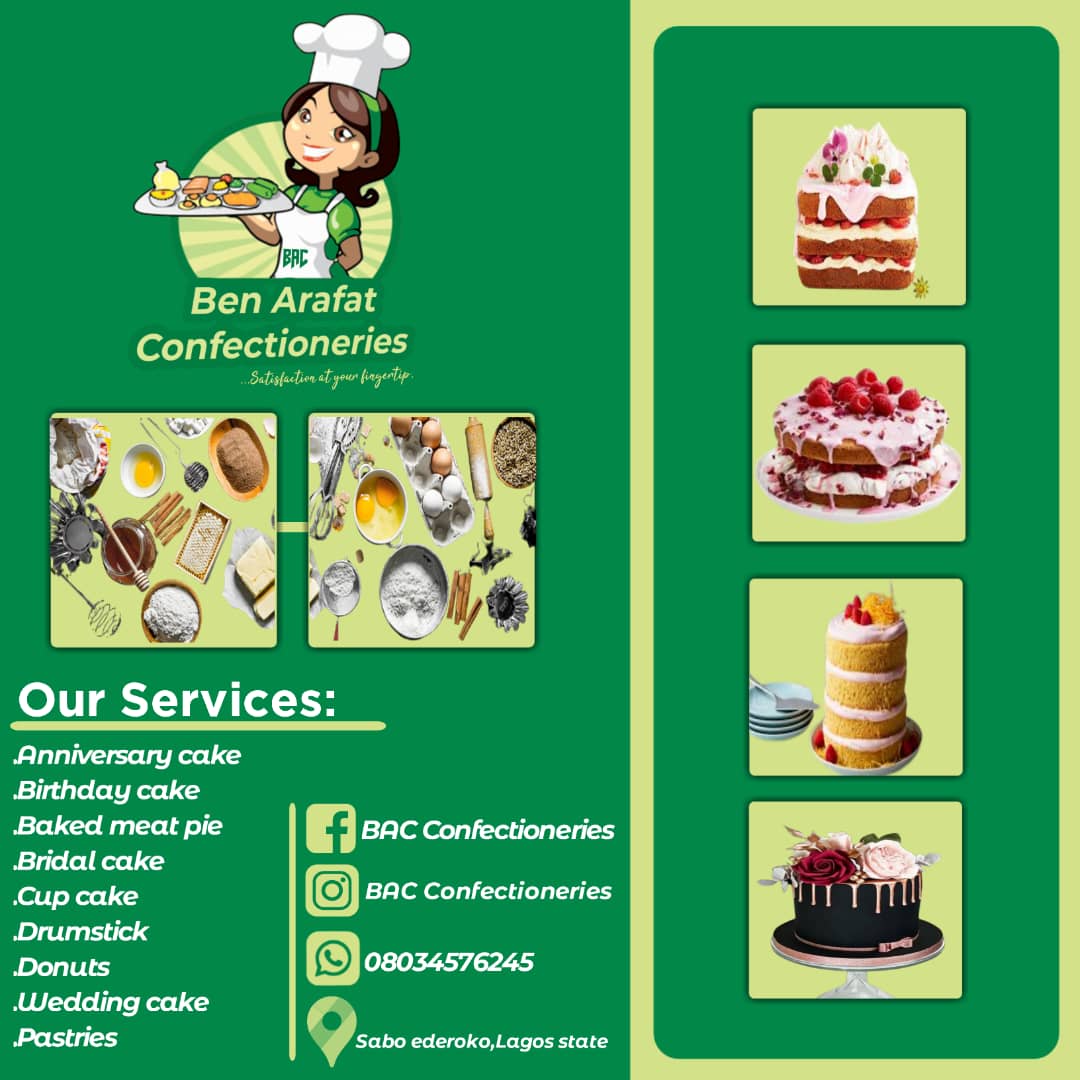 BAC
Ben Arafat
Confectioneries
...Satisfaction at your fingertip.
Our Services:
.Anniversary cake
.Birthday cake
.Baked meat pie
.Bridal cake
.Cup cake
.Drumstick
.Donuts
.Wedding cake
.Pastries
BAC Confectioneries
BAC Confectioneries
08034576245
Sabo ederoko,Lagos state